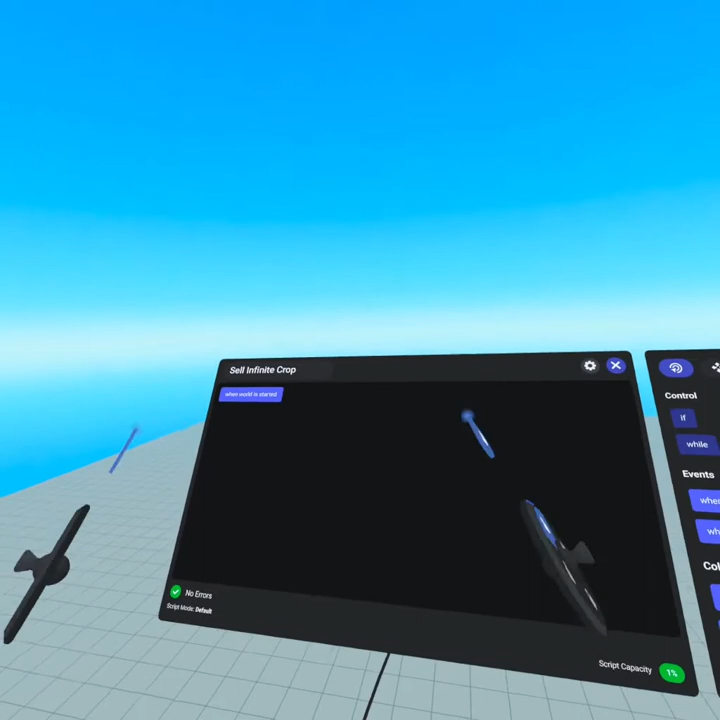 Sell Infinite Crop
when world is started
No Errors
Script Mode: Default
Script Capacity
1%
Control
if
while
Events